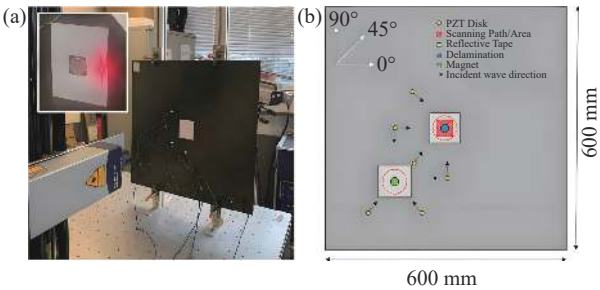 (a)
(b)
90°
45°
0°
PZT Disk
Scanning Path/Area
Reflective Tape
Delamination
Magnet
Incident wave direction
600 mm
600 mm